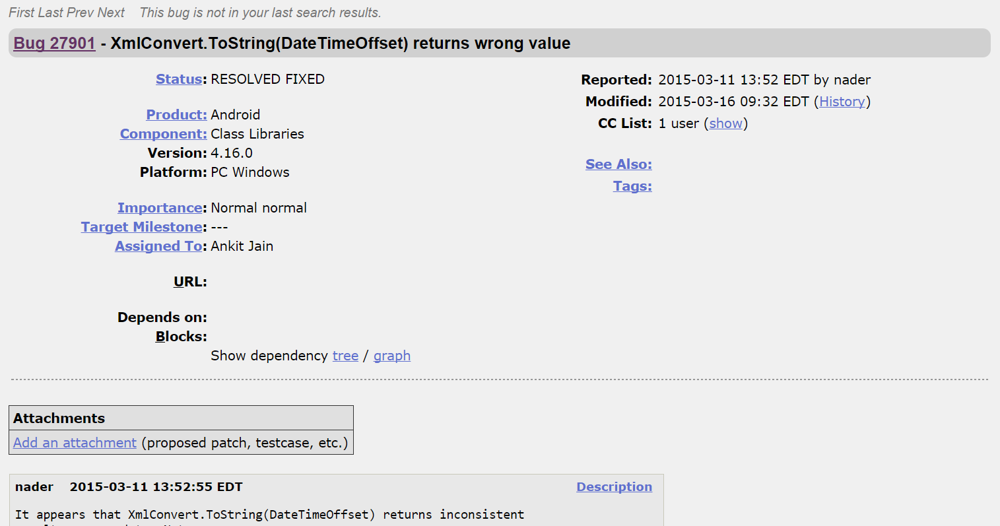 First Last Prev Next    This bug is not in your last search results.
Bug 27901 - XmlConvert.ToString(DateTimeOffset) returns wrong value
Status: RESOLVED FIXED
Product: Android
Component: Class Libraries
Version: 4.16.0
Platform: PC Windows
Importance: Normal normal
Target Milestone: ---
Assigned To: Ankit Jain
URL:
Depends on:
Blocks:
Show dependency tree / graph
Reported: 2015-03-11 13:52 EDT by nader
Modified: 2015-03-16 09:32 EDT (History)
CC List: 1 user (show)
See Also:
Tags:
Attachments
Add an attachment (proposed patch, testcase, etc.)
nader 2015-03-11 13:52:55 EDT Description
It appears that XmlConvert.ToString(DateTimeOffset) returns inconsistent